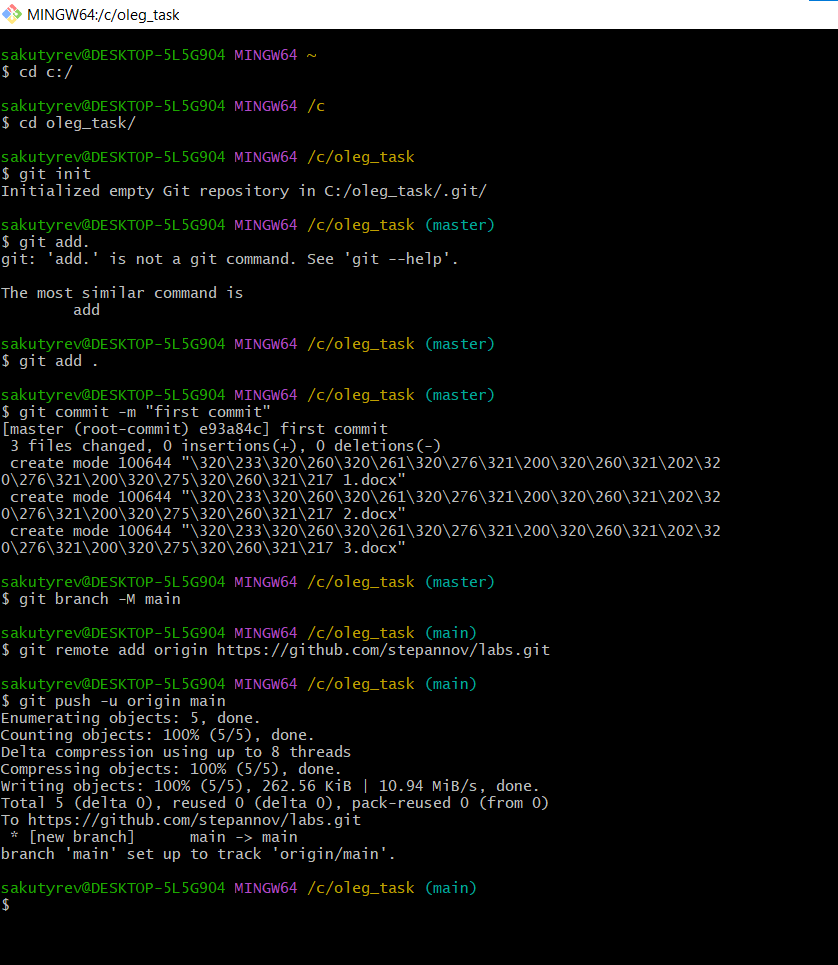 MINGW64:/c/oleg_task
sakutyrev@DESKTOP-5L5G904 MINGW64 ~
$ cd c:/
sakutyrev@DESKTOP-5L5G904 MINGW64 /c
$ cd oleg_task/
sakutyrev@DESKTOP-5L5G904 MINGW64 /c/oleg_task
$ git init
Initialized empty Git repository in C:/oleg_task/.git/
sakutyrev@DESKTOP-5L5G904 MINGW64 /c/oleg_task (master)
$ git add.
git: 'add.' is not a git command. See 'git --help'.
The most similar command is
add
sakutyrev@DESKTOP-5L5G904 MINGW64 /c/oleg_task (master)
$ git add .
sakutyrev@DESKTOP-5L5G904 MINGW64 /c/oleg_task (master)
$ git commit -m "first commit"
[master (root-commit) e93a84c] first commit
3 files changed, 0 insertions(+), 0 deletions(-)
create mode 100644 "\320\233\320\260\320\261\320\276\321\200\320\260\321\202\32
0\276\321\200\320\275\320\260\321\217 1.docx"
create mode 100644 "\320\233\320\260\320\261\320\276\321\200\320\260\321\202\32
0\276\321\200\320\275\320\260\321\217 2.docx"
create mode 100644 "\320\233\320\260\320\261\320\276\321\200\320\260\321\202\32
0\276\321\200\320\275\320\260\321\217 3.docx"
sakutyrev@DESKTOP-5L5G904 MINGW64 /c/oleg_task (master)
$ git branch -M main
sakutyrev@DESKTOP-5L5G904 MINGW64 /c/oleg_task (main)
$ git remote add origin https://github.com/stepannov/labs.git
sakutyrev@DESKTOP-5L5G904 MINGW64 /c/oleg_task (main)
$ git push -u origin main
Enumerating objects: 5, done.
Counting objects: 100% (5/5), done.
Delta compression using up to 8 threads
Compressing objects: 100% (5/5), done.
Writing objects: 100% (5/5), 262.56 KiB | 10.94 MiB/s, done.
Total 5 (delta 0), reused 0 (delta 0), pack-reused 0 (from 0)
To https://github.com/stepannov/labs.git
* [new branch]      main -> main
branch 'main' set up to track 'origin/main'.
sakutyrev@DESKTOP-5L5G904 MINGW64 /c/oleg_task (main)
$